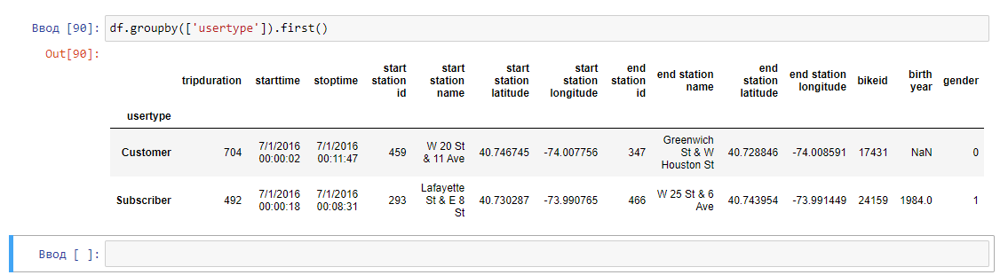 Ввод [90]: df.groupby(['usertype']).first()
Out[90]:
tripduration starttime stoptime start station id start station name start station latitude start station longitude end station id end station name end station latitude end station longitude bikeid birth year gender
usertype
Customer 704 7/1/2016 00:00:02 7/1/2016 00:11:47 459 W 20 St & 11 Ave 40.746745 -74.007756 347 Greenwich St & W Houston St 40.728846 -74.008591 17431 NaN 0
Subscriber 492 7/1/2016 00:00:18 7/1/2016 00:08:31 293 Lafayette St & E 8 St 40.730287 -73.990765 466 W 25 St & 6 Ave 40.743954 -73.991449 24159 1984.0 1
Ввод [ ]: